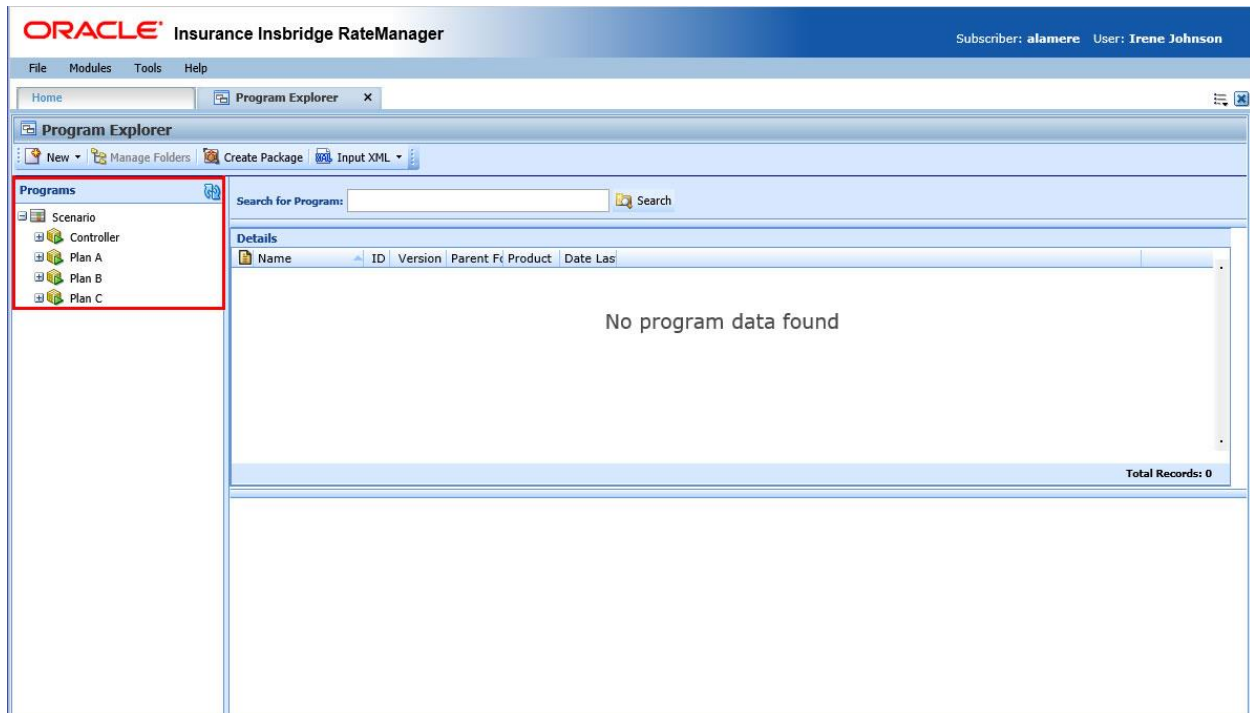 ORACLE® Insurance Insbridge RateManager
Subscriber: alamere User: Irene Johnson
File Modules Tools Help
Home Program Explorer x
Program Explorer
New Manage Folders Create Package Input XML
Programs
Search for Program: Search
Scenario
Controller
Plan A
Plan B
Plan C
Details
Name ID Version Parent Fo Product Date Las
No program data found
Total Records: 0